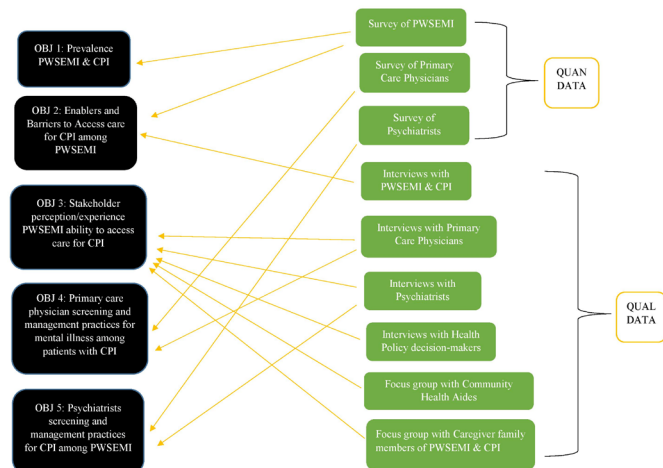 OBJ 1: Prevalence
PWSEMI & CPI
OBJ 2: Enablers and
Barriers to Access care
for CPI among
PWSEMI
OBJ 3: Stakeholder
perception/experience
PWSEMI ability to access
care for CPI
OBJ 4: Primary care
physician screening and
management practices for
mental illness among
patients with CPI
OBJ 5: Psychiatrists
screening and
management practices
for CPI among PWSEMI
Survey of PWSEMI
Survey of Primary
Care Physicians
Survey of
Psychiatrists
Interviews with
PWSEMI & CPI
Interviews with Primary
Care Physicians
Interviews with
Psychiatrists
Interviews with Health
Policy decision-makers
Focus group with Community
Health Aides
Focus group with Caregiver family
members of PWSEMI & CPI
QUAN
DATA
QUAL
DATA